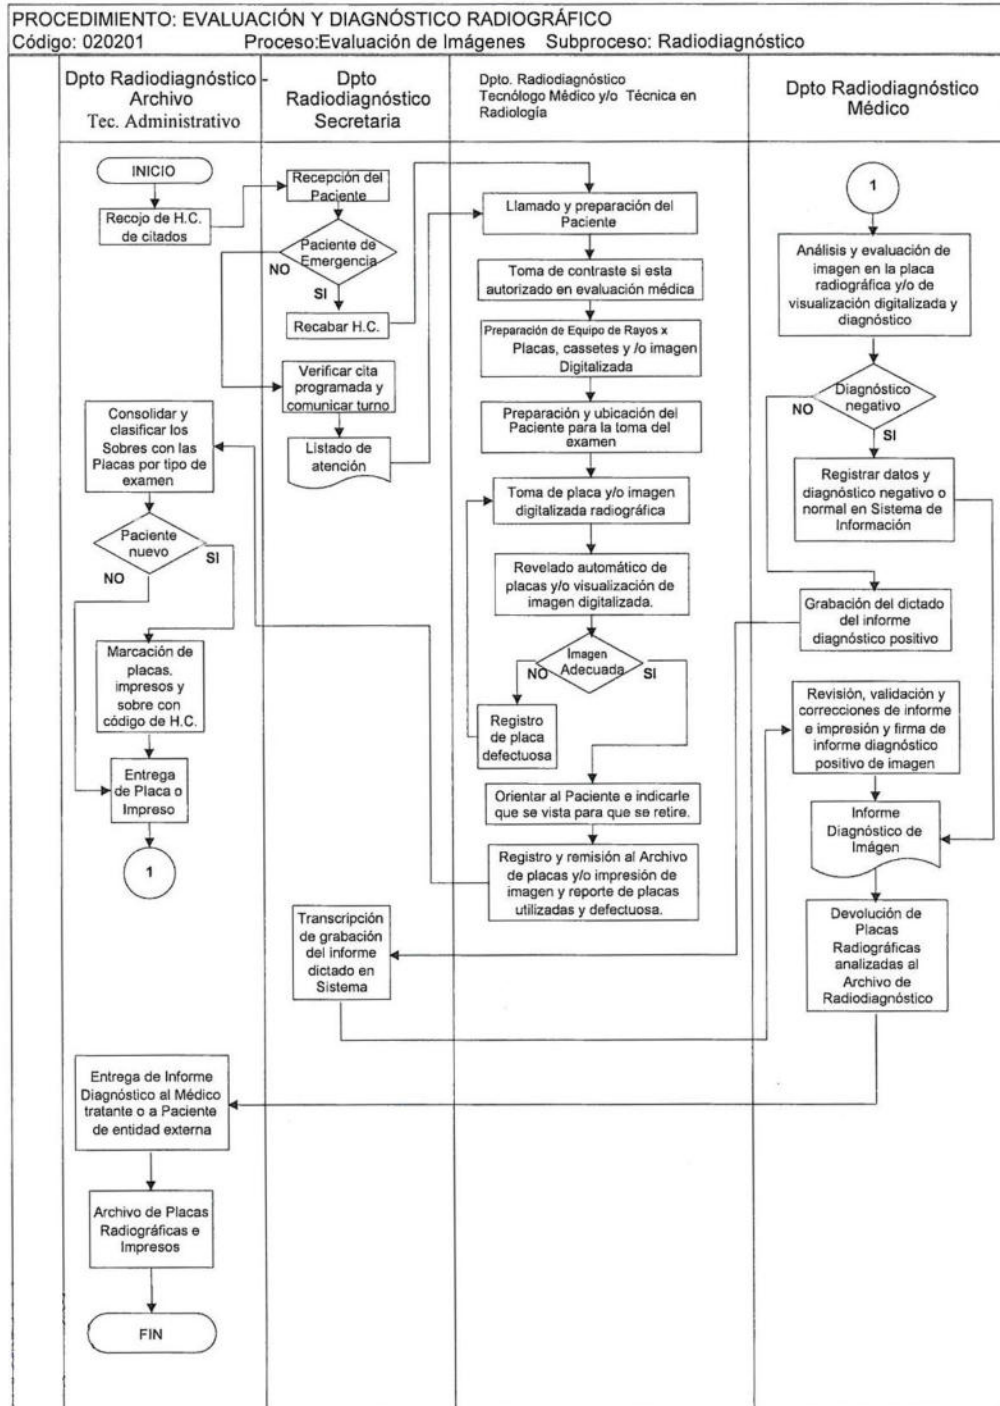 PROCEDIMIENTO: EVALUACIÓN Y DIAGNÓSTICO RADIOGRÁFICO
Código: 020201 Proceso:Evaluación de Imágenes Subproceso: Radiodiagnóstico
Dpto Radiodiagnóstico -
Archivo
Tec. Administrativo
Dpto
Radiodiagnóstico
Secretaria
Dpto. Radiodiagnóstico
Tecnólogo Médico y/o Técnica en
Radiología
Dpto Radiodiagnóstico
Médico
INICIO
Recojo de H.C.
de citados
Consolidar y
clasificar los
Sobres con las
Placas por tipo de
examen
Paciente
nuevo
SI
NO
Marcación de
placas,
impresos y
sobre con
código de H.C.
Entrega
de Placa o
Impreso
1
Entrega de Informe
Diagnóstico al Médico
tratante o a Paciente
de entidad externa
Archivo de Placas
Radiográficas e
Impresos
FIN
Recepción del
Paciente
Paciente de
Emergencia
NO
SI
Recabar H.C.
Verificar cita
programada y
comunicar turno
Listado de
atención
Transcripción
de grabación
del informe
dictado en
Sistema
Llamado y preparación del
Paciente
Toma de contraste si esta
autorizado en evaluación médica
Preparación de Equipo de Rayos x
Placas, cassetes y /o imagen
Digitalizada
Preparación y ubicación del
Paciente para la toma del
examen
Toma de placa y/o imagen
digitalizada radiográfica
Revelado automático de
placas y/o visualización de
imagen digitalizada.
Imagen
Adecuada
NO
SI
Registro
de placa
defectuosa
Orientar al Paciente e indicarle
que se vista para que se retire.
Registro y remisión al Archivo
de placas y/o impresión de
imagen y reporte de placas
utilizadas y defectuosa.
1
Análisis y evaluación de
imagen en la placa
radiográfica y/o de
visualización digitalizada y
diagnóstico
Diagnóstico
negativo
NO
SI
Registrar datos y
diagnóstico negativo o
normal en Sistema de
Información
Grabación del dictado
del informe
diagnóstico positivo
Revisión, validación y
correcciones de informe
e impresión y firma de
informe diagnóstico
positivo de imagen
Informe
Diagnóstico de
Imágen
Devolución de
Placas
Radiográficas
analizadas al
Archivo de
Radiodiagnóstico